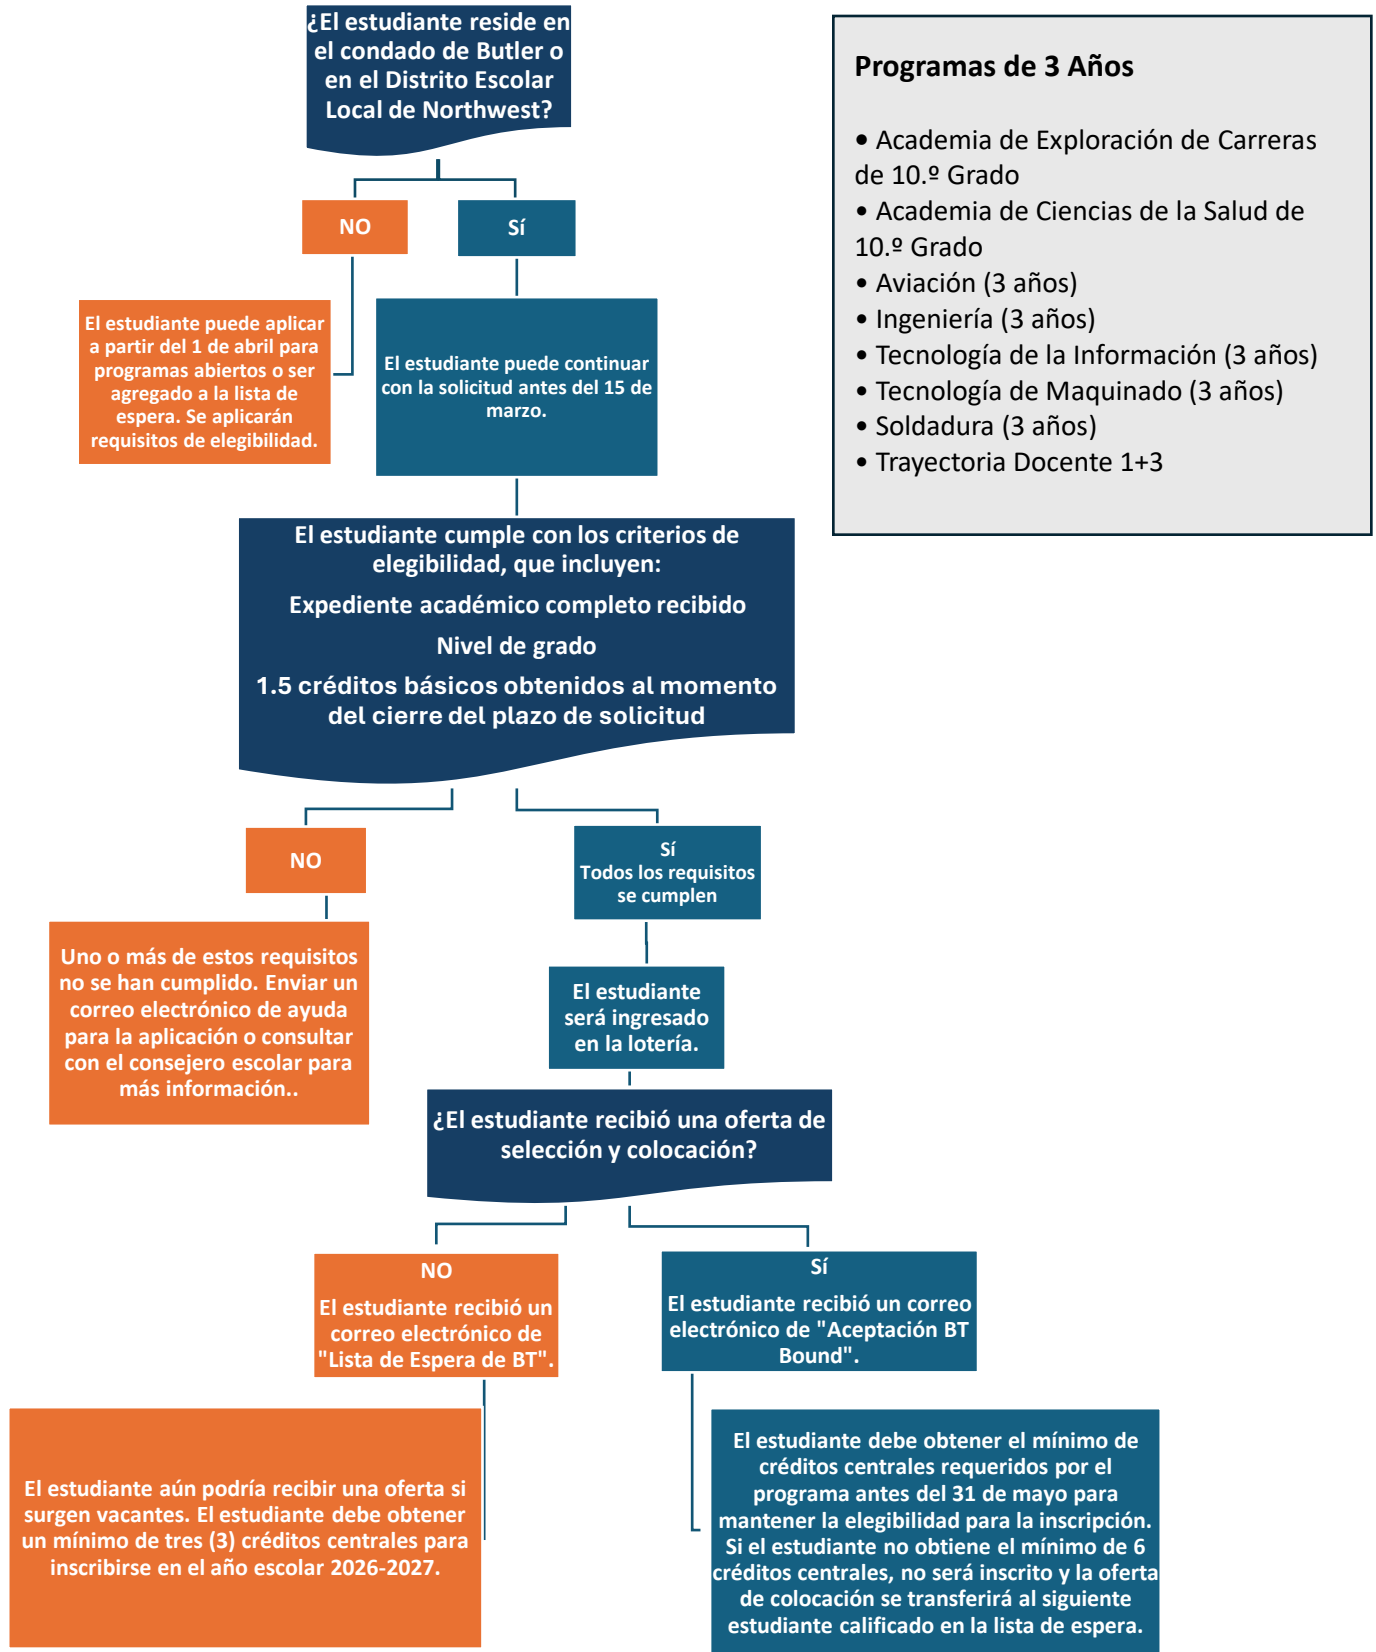 ¿El estudiante reside en
el condado de Butler o
en el Distrito Escolar
Local de Northwest?
NO
Sí
El estudiante puede aplicar
a partir del 1 de abril para
programas abiertos o ser
agregado a la lista de
espera. Se aplicarán
requisitos de elegibilidad.
El estudiante puede continuar
con la solicitud antes del 15 de
marzo.
Programas de 3 Años
• Academia de Exploración de Carreras
de 10.º Grado
• Academia de Ciencias de la Salud de
10.º Grado
• Aviación (3 años)
• Ingeniería (3 años)
• Tecnología de la Información (3 años)
• Tecnología de Maquinado (3 años)
• Soldadura (3 años)
• Trayectoria Docente 1+3
El estudiante cumple con los criterios de
elegibilidad, que incluyen:
Expediente académico completo recibido
Nivel de grado
1.5 créditos básicos obtenidos al momento
del cierre del plazo de solicitud
NO
Sí
Todos los requisitos
se cumplen
Uno o más de estos requisitos
no se han cumplido. Enviar un
correo electrónico de ayuda
para la aplicación o consultar
con el consejero escolar para
más información..
El estudiante
será ingresado
en la lotería.
¿El estudiante recibió una oferta de
selección y colocación?
NO
El estudiante recibió un
correo electrónico de
"Lista de Espera de BT".
Sí
El estudiante recibió un correo
electrónico de "Aceptación BT
Bound".
El estudiante aún podría recibir una oferta si
surgen vacantes. El estudiante debe obtener
un mínimo de tres (3) créditos centrales para
inscribirse en el año escolar 2026-2027.
El estudiante debe obtener el mínimo de
créditos centrales requeridos por el
programa antes del 31 de mayo para
mantener la elegibilidad para la inscripción.
Si el estudiante no obtiene el mínimo de 6
créditos centrales, no será inscrito y la oferta
de colocación se transferirá al siguiente
estudiante calificado en la lista de espera.